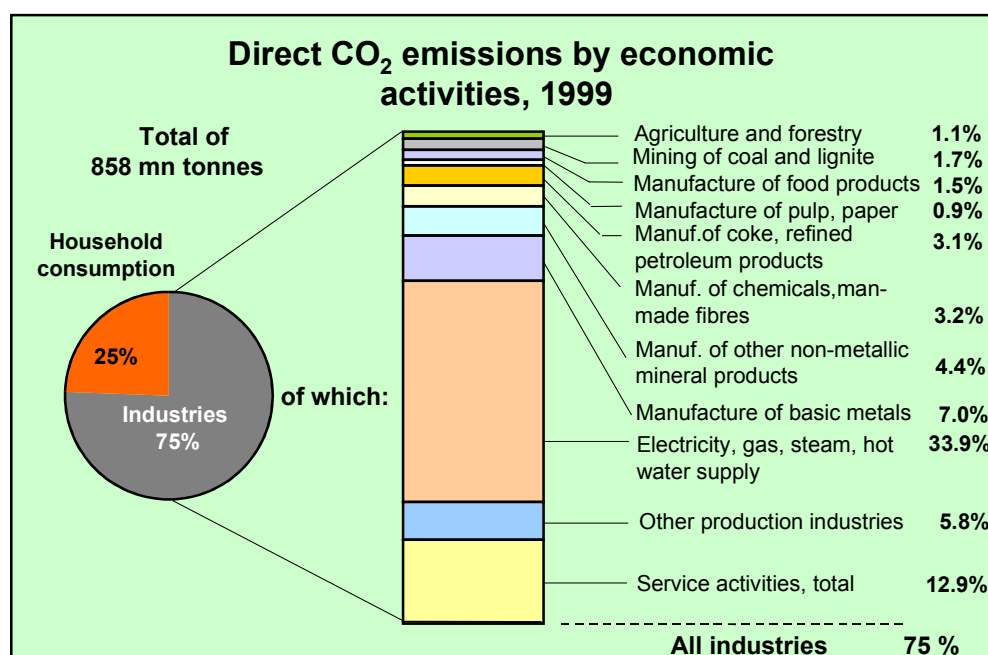 Direct CO₂ emissions by economic
activities, 1999
Total of
858 mn tonnes
Household
consumption
25%
Industries
75%
of which:
Agriculture and forestry 1.1%
Mining of coal and lignite 1.7%
Manufacture of food products 1.5%
Manufacture of pulp, paper 0.9%
Manuf.of coke, refined
petroleum products 3.1%
Manuf. of chemicals,man-
made fibres 3.2%
Manuf. of other non-metallic
mineral products 4.4%
Manufacture of basic metals 7.0%
Electricity, gas, steam, hot 33.9%
water supply
Other production industries 5.8%
Service activities, total 12.9%
All industries 75 %